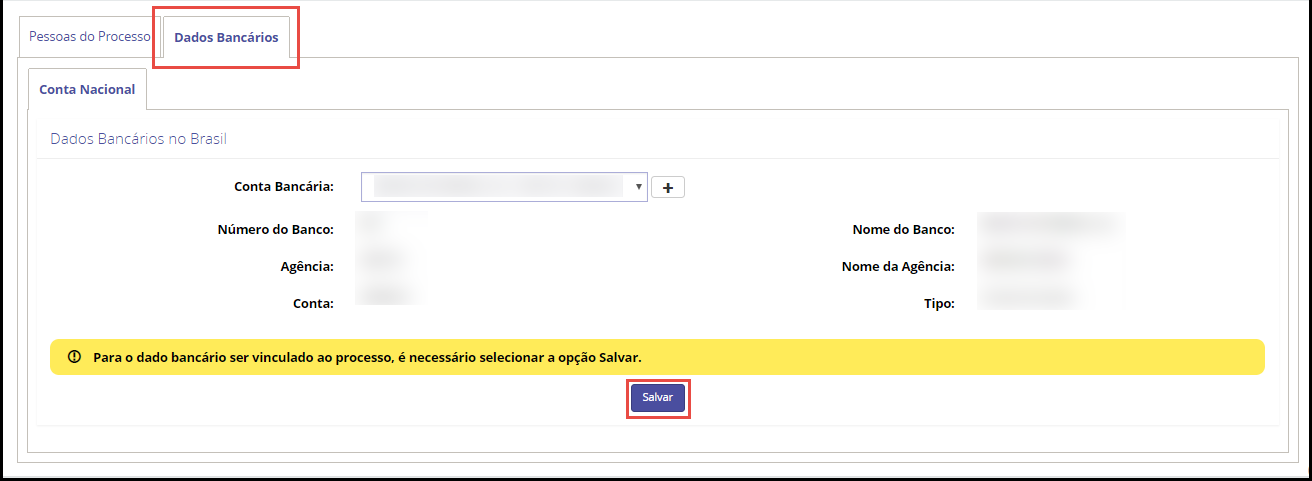 Pessoas do Processo
Dados Bancários
Conta Nacional
Dados Bancários no Brasil
Conta Bancária:
Número do Banco:
Nome do Banco:
Agência:
Nome da Agência:
Conta:
Tipo:
Para o dado bancário ser vinculado ao processo, é necessário selecionar a opção Salvar.
Salvar